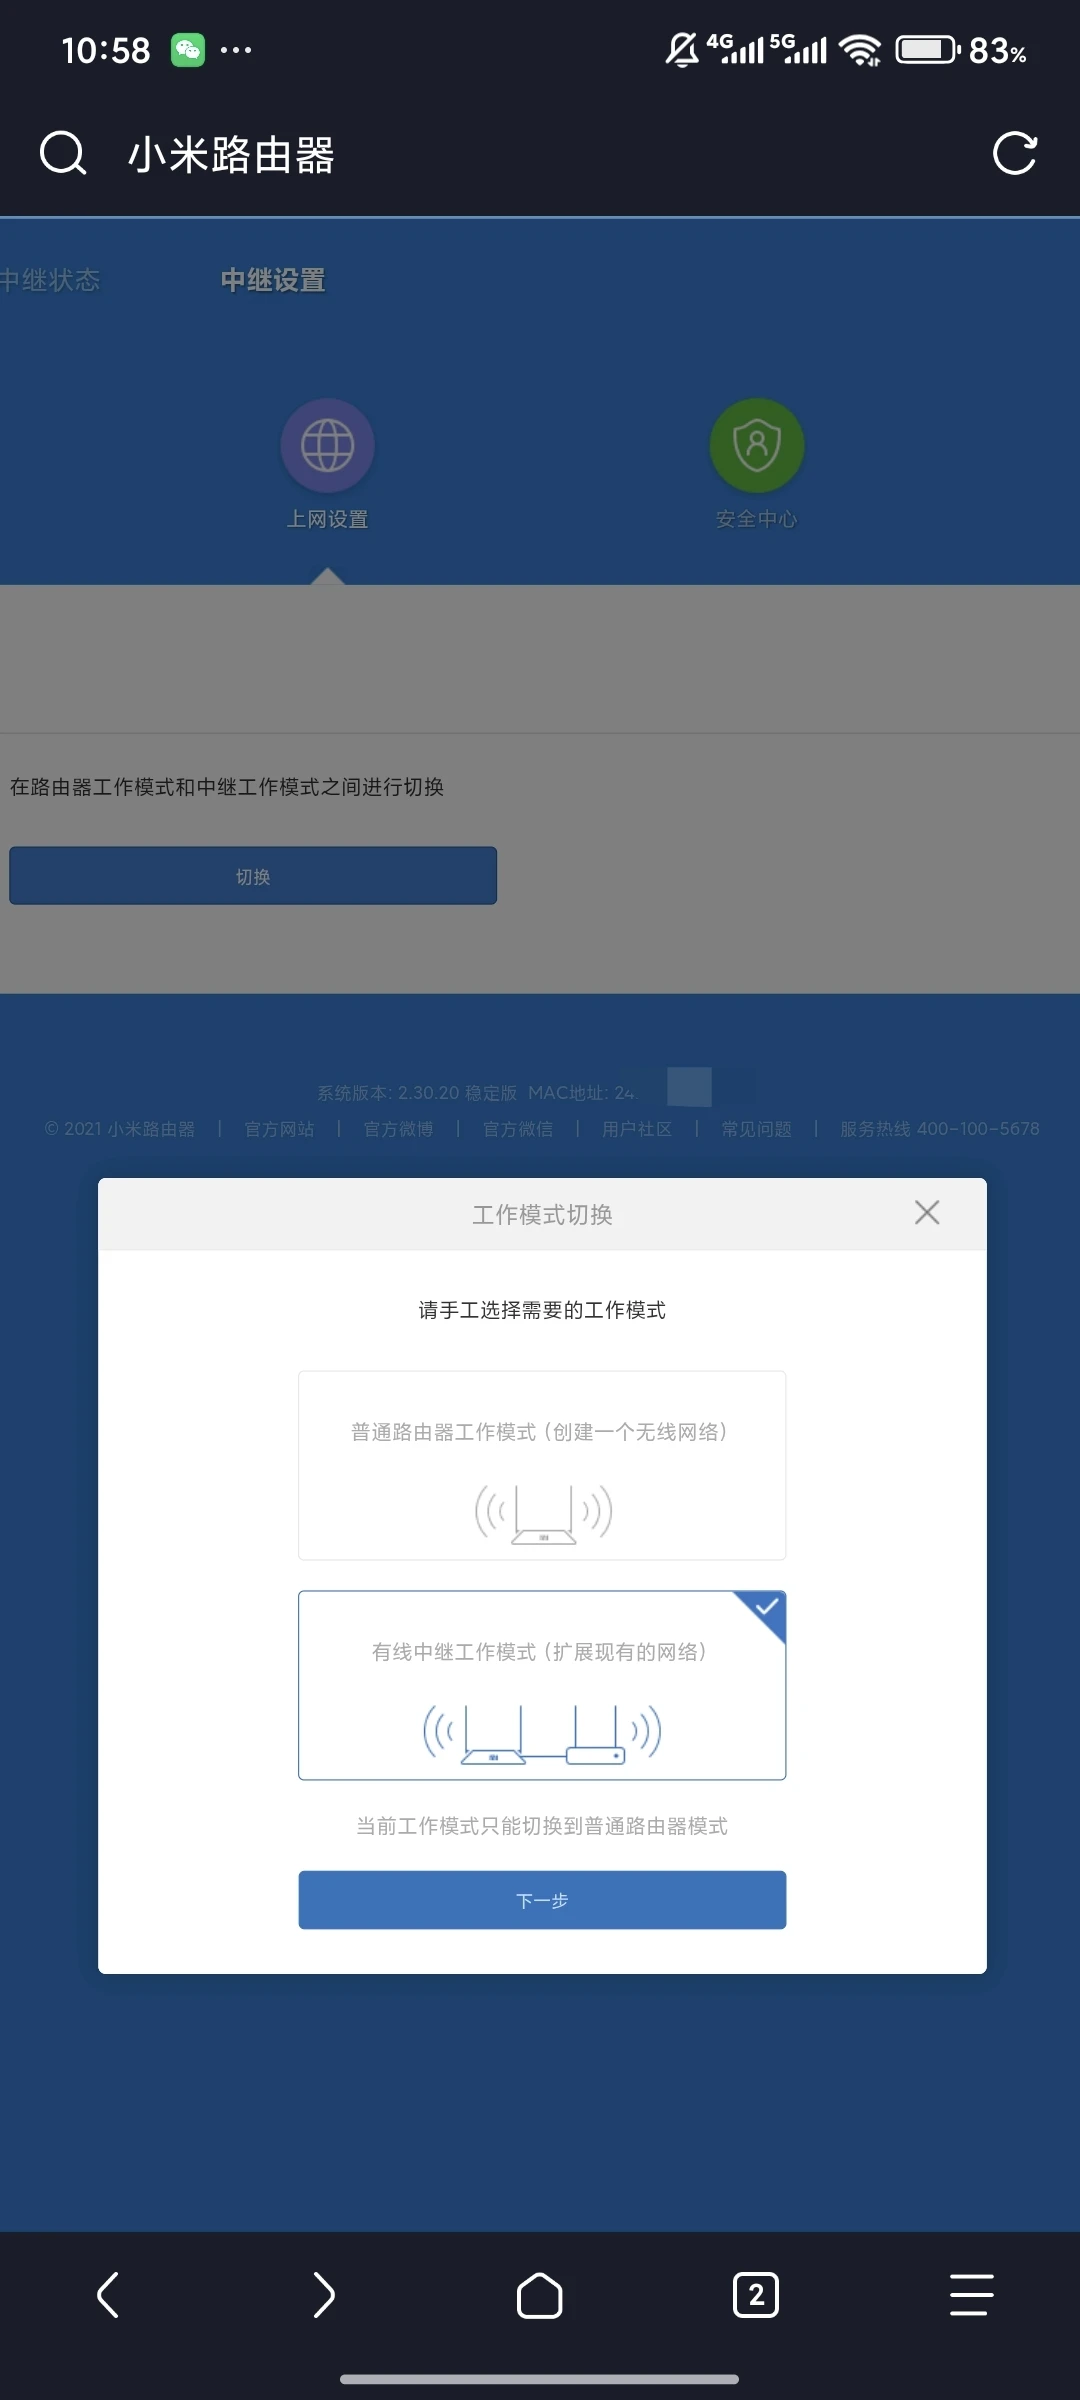 10:58 ··· 4G 5G 83%
小米路由器
中继状态 中继设置
上网设置 安全中心
在路由器工作模式和中继工作模式之间进行切换
切换
系统版本: 2.30.20 稳定版 MAC地址: 24.
© 2021 小米路由器 | 官方网站 | 官方微博 | 官方微信 | 用户社区 | 常见问题 | 服务热线 400-100-5678
工作模式切换
请手工选择需要的工作模式
普通路由器工作模式 (创建一个无线网络)
有线中继工作模式 (扩展现有的网络)
当前工作模式只能切换到普通路由器模式
下一步
2